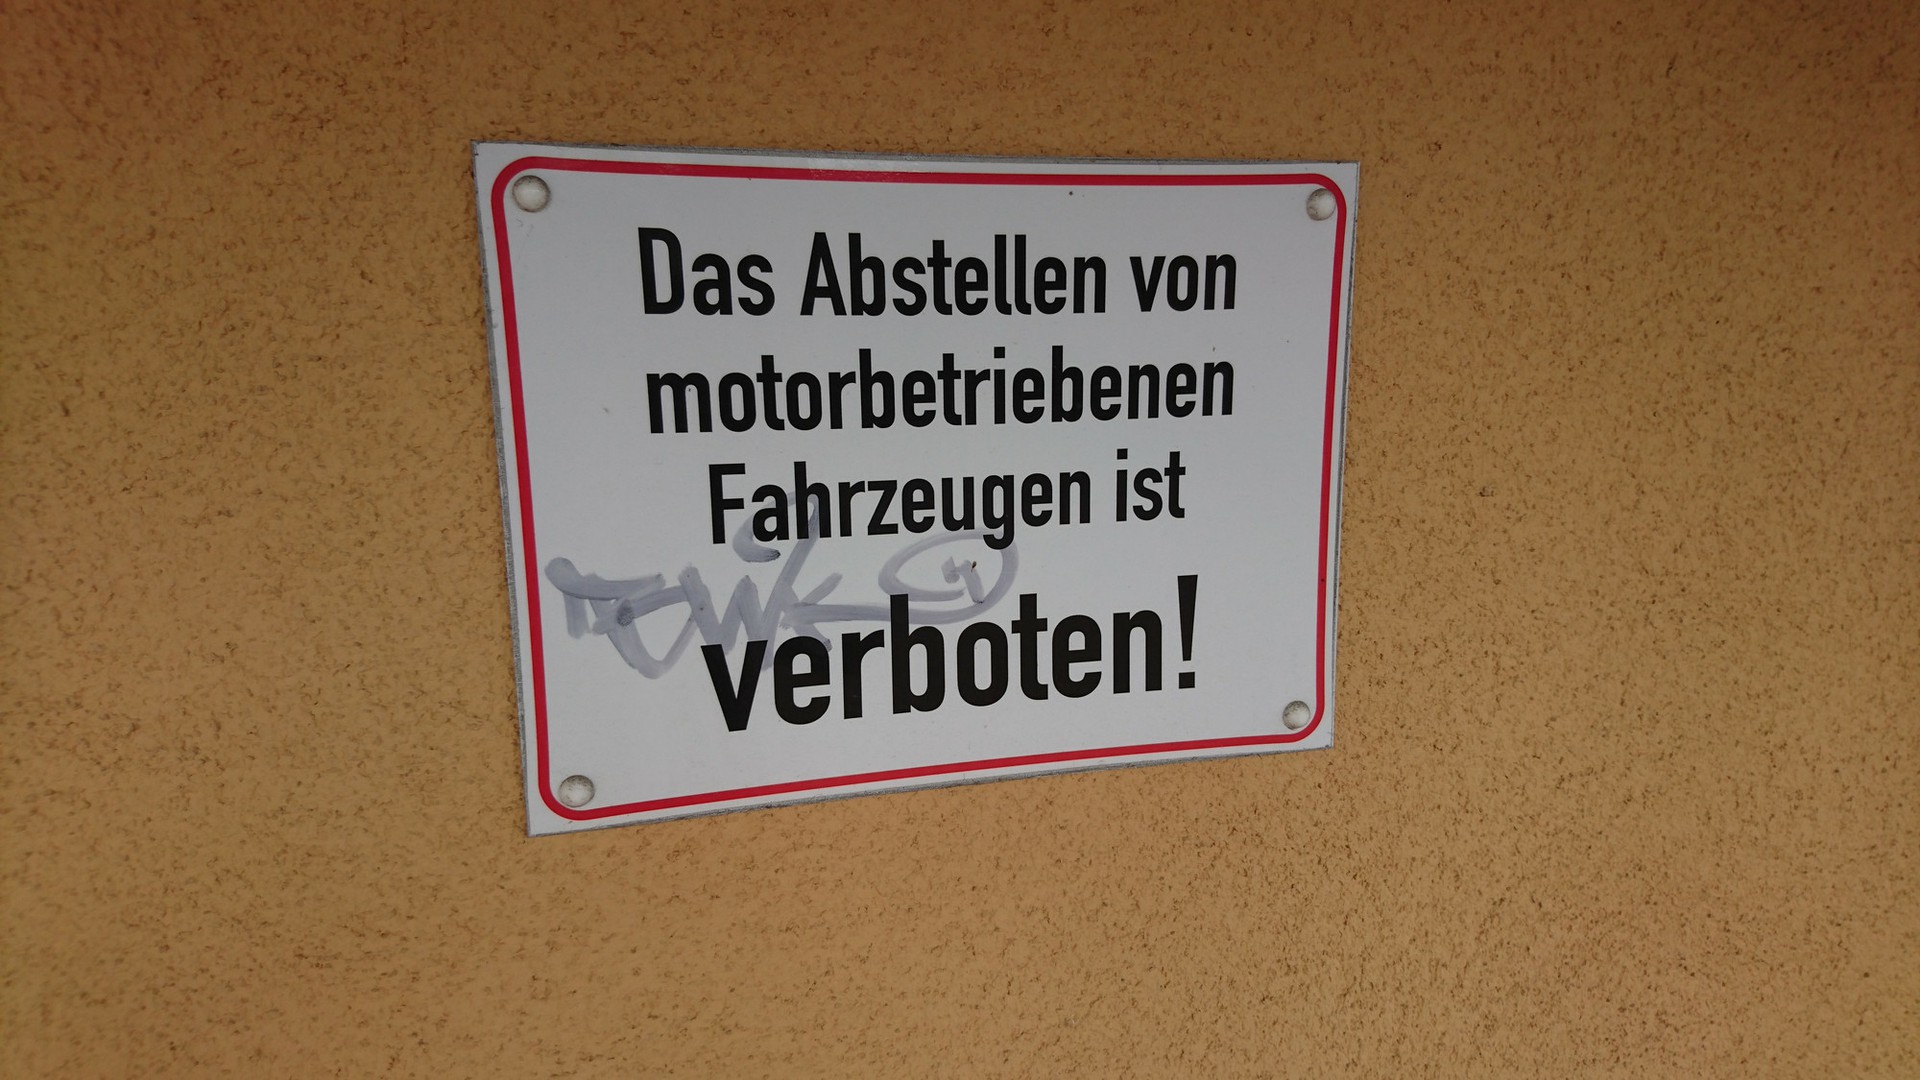 Das Abstellen von
motorbetriebenen
Fahrzeugen ist
verboten!